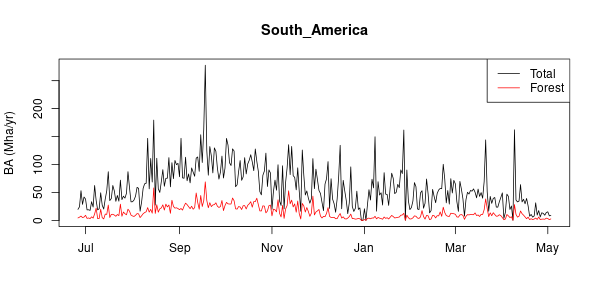 South_America
Total
Forest
BA (Mha/yr)
200
100
50
0
Jul Sep Nov Jan Mar May